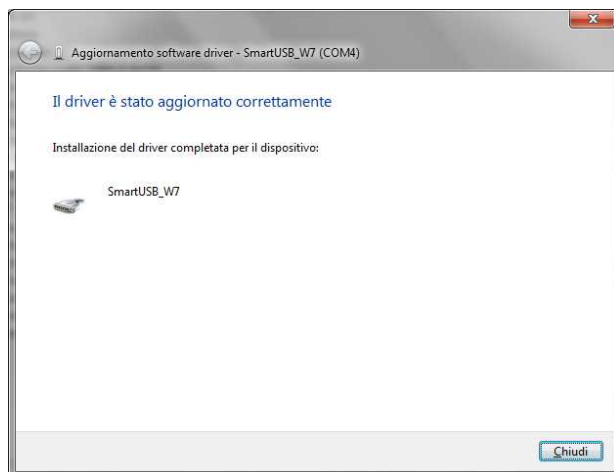 Aggiornamento software driver - SmartUSB_W7 (COM4)
Il driver è stato aggiornato correttamente
Installazione del driver completata per il dispositivo:
SmartUSB_W7
Chiudi